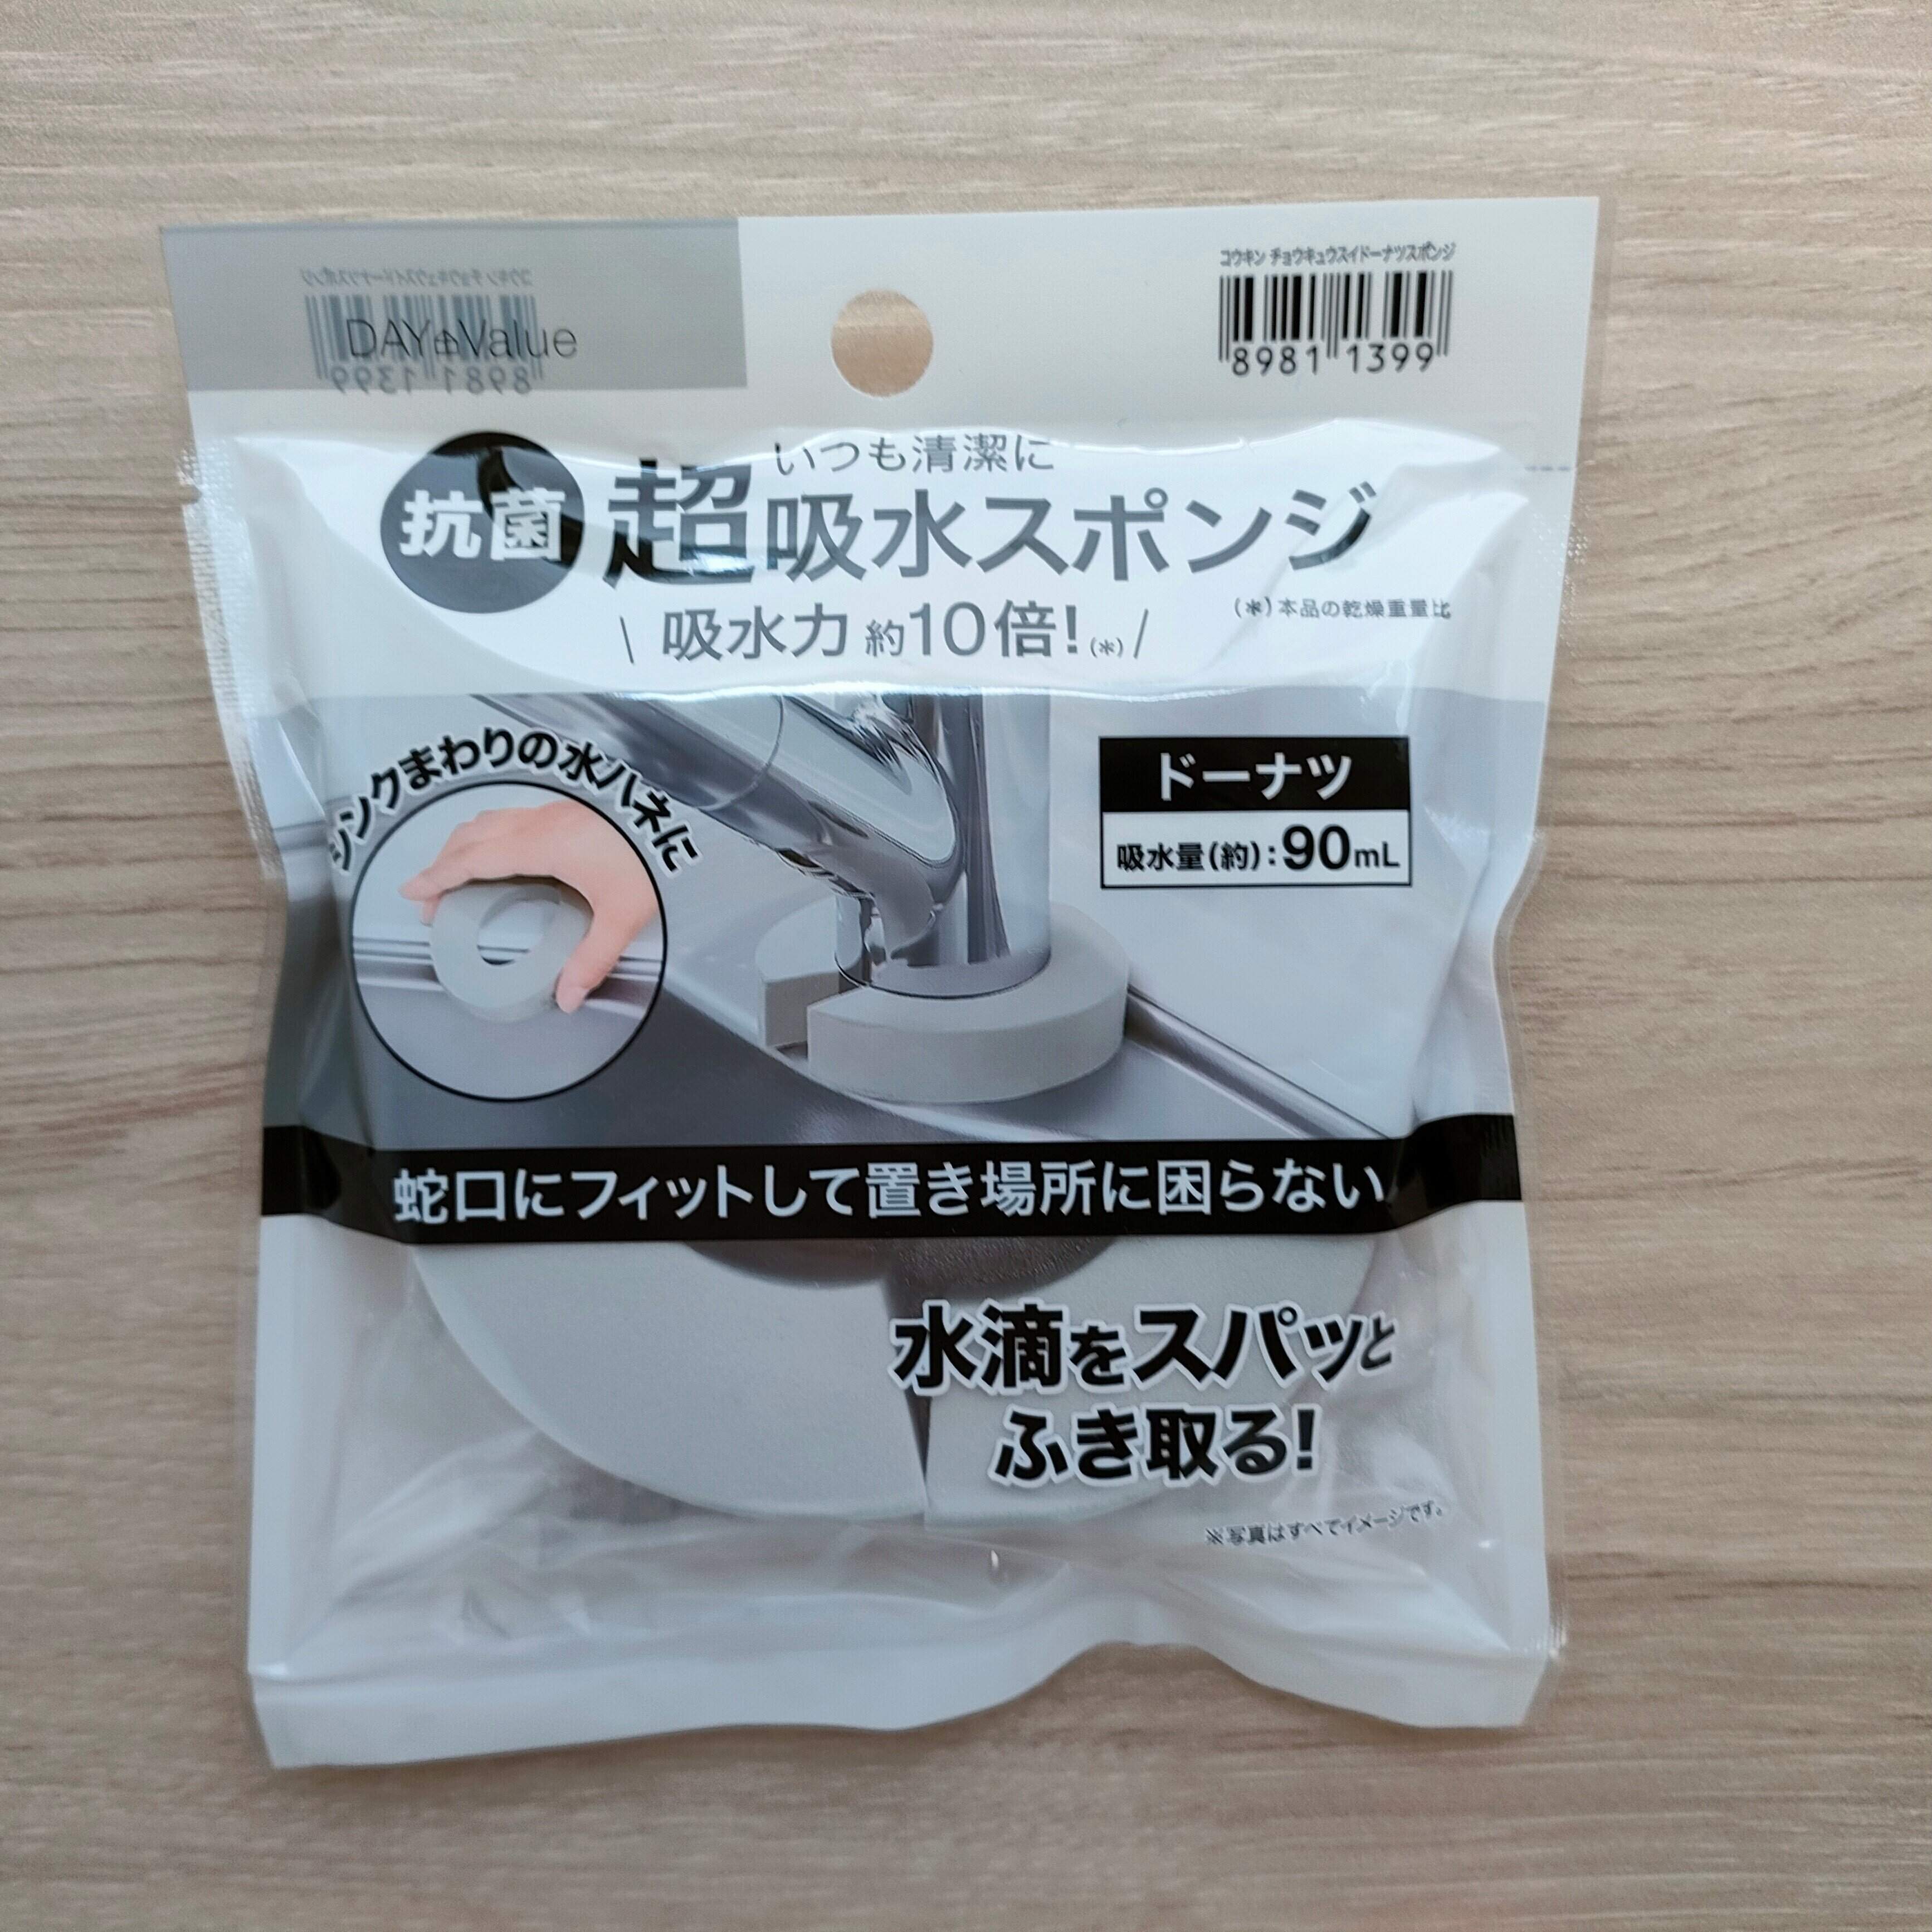 DAY & Value
コウキン チョウキュウスイドーナツスポンジ
8981 1399
抗菌
いつも清潔に
超吸水スポンジ
\ 吸水力 約10倍!(*) /
(*)本品の乾燥重量比
シンクまわりの水ハネに
ドーナツ
吸水量(約):90mL
蛇口にフィットして置き場所に困らない
水滴をスパッと
ふき取る!
※写真はすべてイメージです。